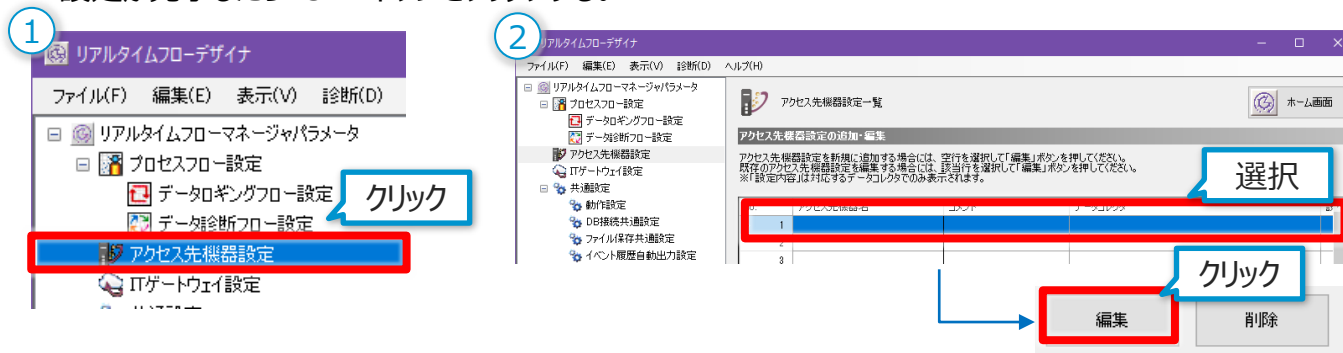 1
リアルタイムフローデザイナ
ファイル(F) 編集(E) 表示(V) 診断(D)
リアルタイムフローマネージャパラメータ
プロセスフロー設定
データロギングフロー設定
データ診断フロー設定
クリック
アクセス先機器設定
ITゲートウェイ設定
2
リアルタイムフローデザイナ
ファイル(F) 編集(E) 表示(V) 診断(D) ヘルプ(H)
リアルタイムフローマネージャパラメータ
プロセスフロー設定
データロギングフロー設定
データ診断フロー設定
アクセス先機器設定
ITゲートウェイ設定
共通設定
動作設定
DB接続共通設定
ファイル保存共通設定
イベント履歴自動出力設定
アクセス先機器設定一覧
ホーム画面
アクセス先機器設定の追加・編集
アクセス先機器設定を新規に追加する場合には、空行を選択して「編集」ボタンを押してください。
既存のアクセス先機器設定を編集する場合には、該当行を選択して「編集」ボタンを押してください。
※「設定内容」は対応するデータコレクタでのみ表示されます。
選択
アクセス先機器名 コメント データコレクタ
1
2
3
クリック
編集
削除